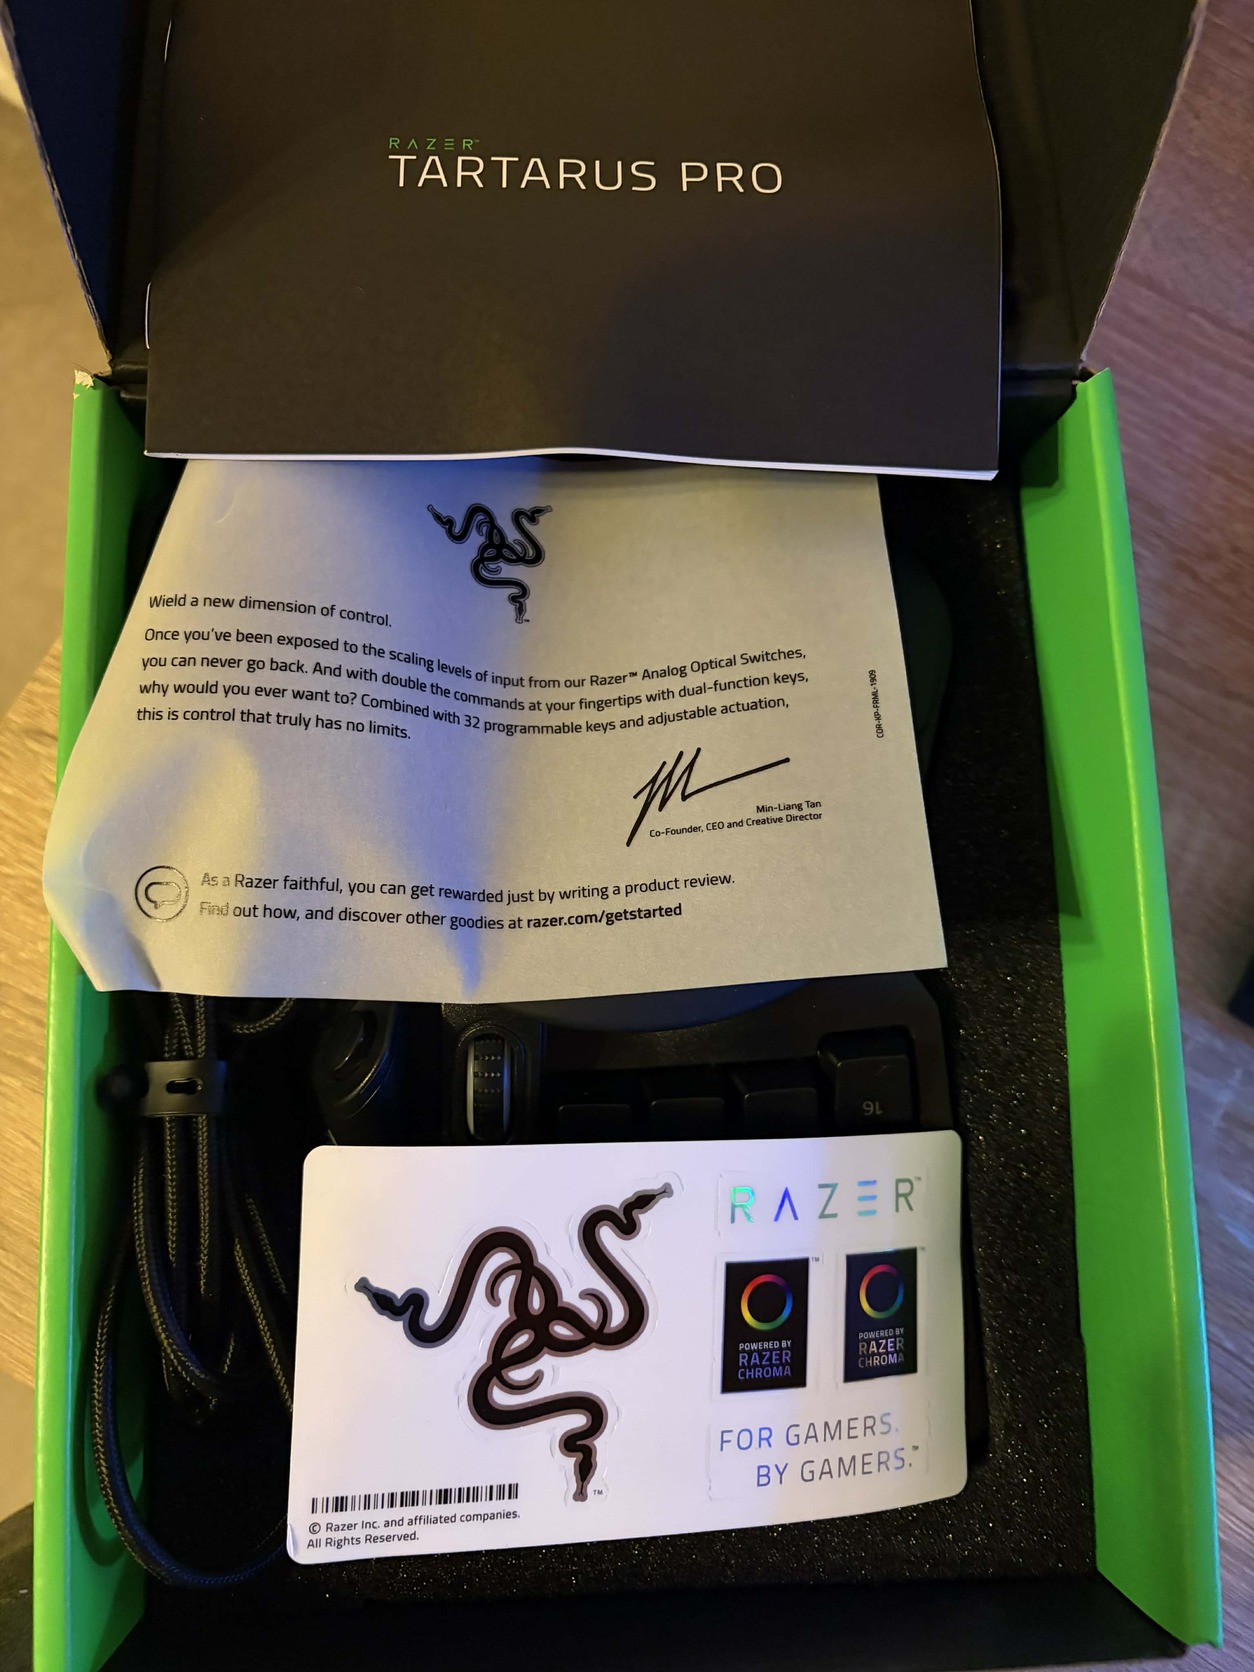 RAZER™
TARTARUS PRO
Wield a new dimension of control.
Once you've been exposed to the scaling levels of input from our Razer™ Analog Optical Switches,
you can never go back. And with double the commands at your fingertips with dual-function keys,
why would you ever want to? Combined with 32 programmable keys and adjustable actuation,
this is control that truly has no limits.
COR-KP-FRML-1909
Min-Liang Tan
Co-Founder, CEO and Creative Director
As a Razer faithful, you can get rewarded just by writing a product review.
Find out how, and discover other goodies at razer.com/getstarted
16
RAZER™
POWERED BY
RAZER
CHROMA
™
POWERED BY
RAZER
CHROMA
FOR GAMERS.
BY GAMERS.™
™
© Razer Inc. and affiliated companies.
All Rights Reserved.